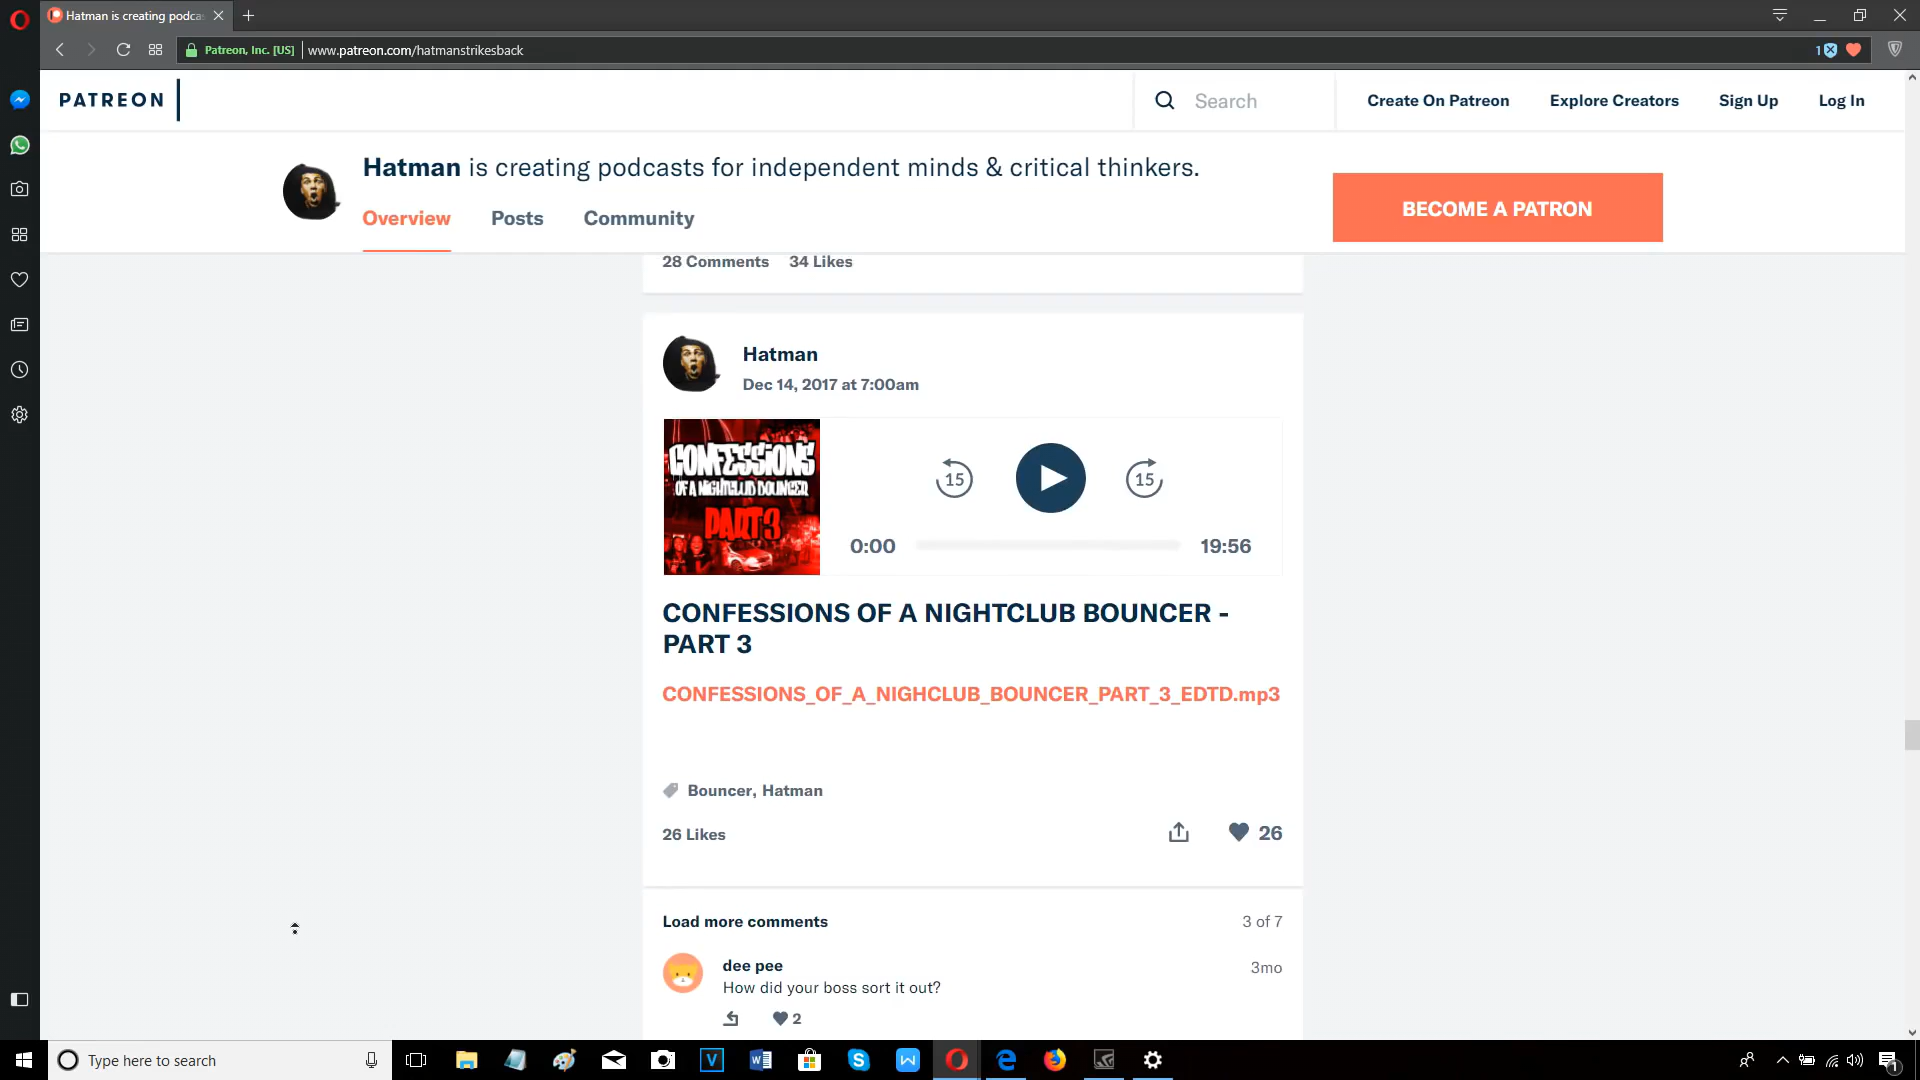 Hatman is creating podca
Patreon, Inc. [US]
www.patreon.com/hatmanstrikesback
1
PATREON
Search
Create On Patreon
Explore Creators
Sign Up
Log In
Hatman is creating podcasts for independent minds & critical thinkers.
Overview
Posts
Community
BECOME A PATRON
28 Comments
34 Likes
Hatman
Dec 14, 2017 at 7:00am
CONFESSIONS
OF A NIGHTCLUB BOUNCER
PART 3
15
15
0:00
19:56
CONFESSIONS OF A NIGHTCLUB BOUNCER -
PART 3
CONFESSIONS_OF_A_NIGHCLUB_BOUNCER_PART_3_EDTD.mp3
Bouncer, Hatman
26 Likes
26
Load more comments
3 of 7
dee pee
3mo
How did your boss sort it out?
2
Type here to search
1